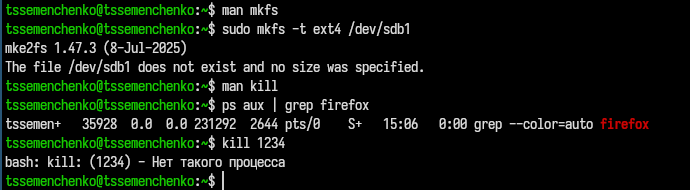 tssemenchenko@tssemenchenko:~$ man mkfs
tssemenchenko@tssemenchenko:~$ sudo mkfs -t ext4 /dev/sdb1
mke2fs 1.47.3 (8-Jul-2025)
The file /dev/sdb1 does not exist and no size was specified.
tssemenchenko@tssemenchenko:~$ man kill
tssemenchenko@tssemenchenko:~$ ps aux | grep firefox
tssemen+   35928  0.0  0.0 231292  2644 pts/0    S+   15:06   0:00 grep --color=auto firefox
tssemenchenko@tssemenchenko:~$ kill 1234
bash: kill: (1234) – Нет такого процесса
tssemenchenko@tssemenchenko:~$